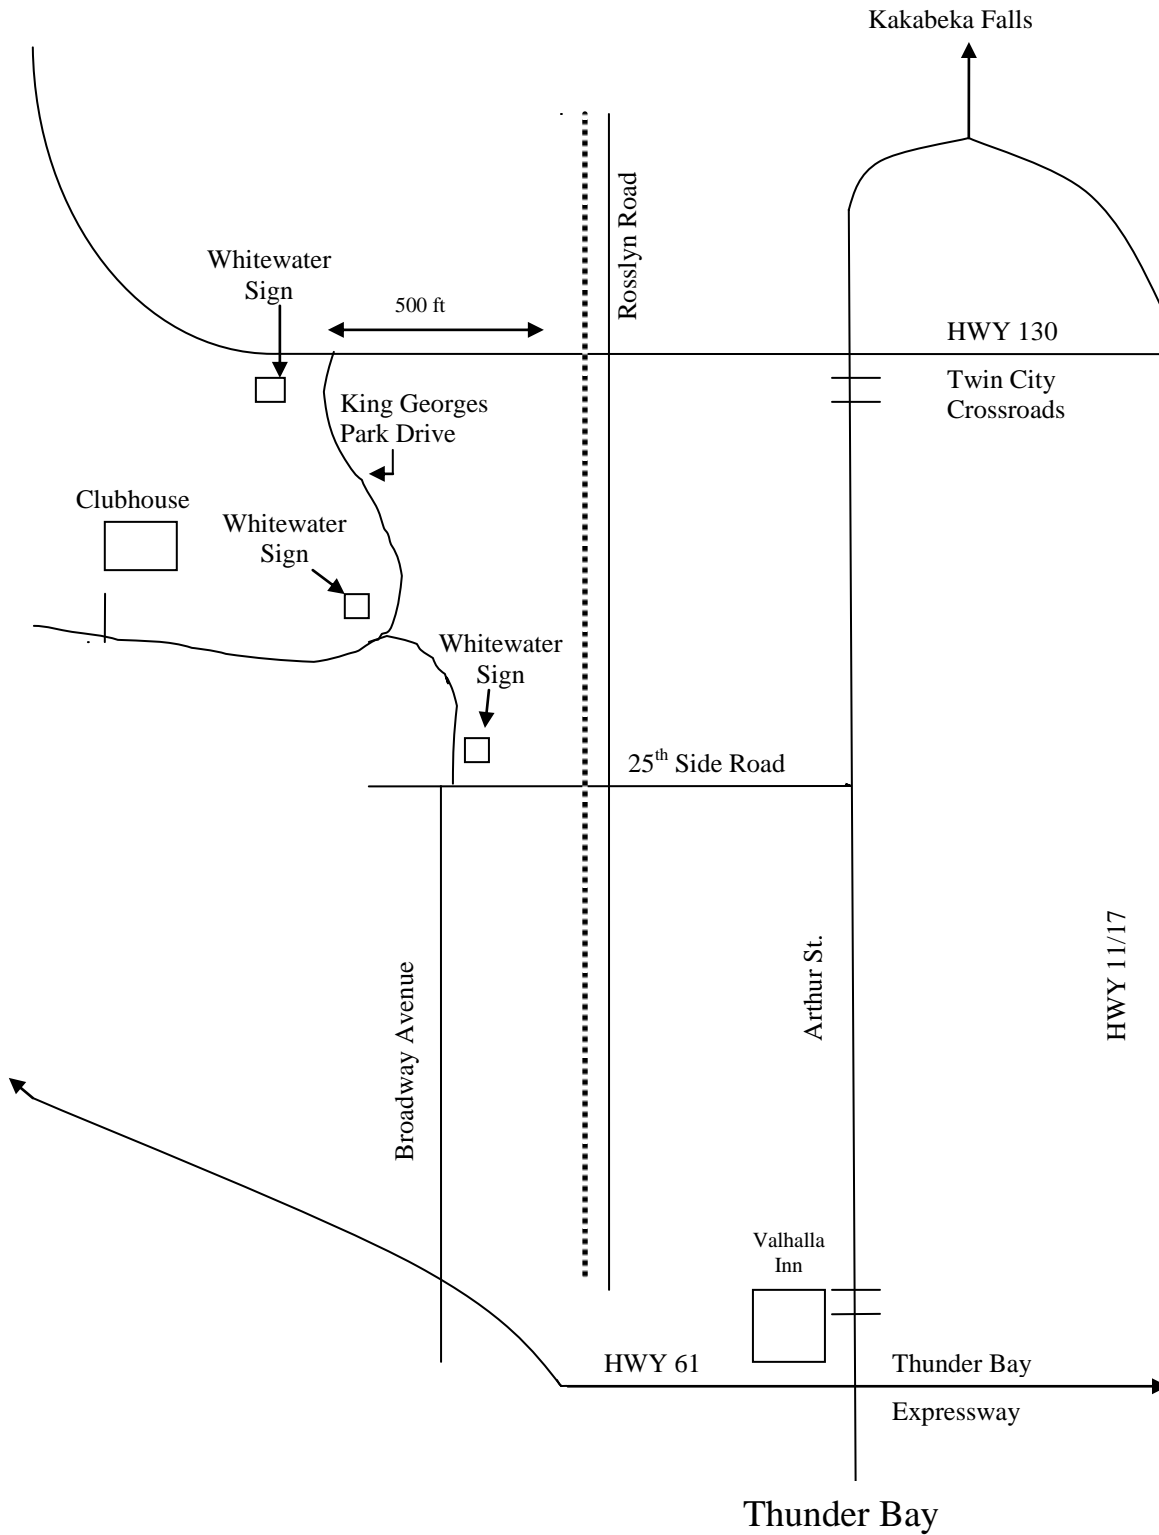 Kakabeka Falls
Rosslyn Road
Whitewater
Sign
500 ft
HWY 130
Twin City
Crossroads
King Georges
Park Drive
Clubhouse
Whitewater
Sign
Whitewater
Sign
25th Side Road
Broadway Avenue
Arthur St.
HWY 11/17
Valhalla
Inn
HWY 61
Thunder Bay
Expressway
Thunder Bay